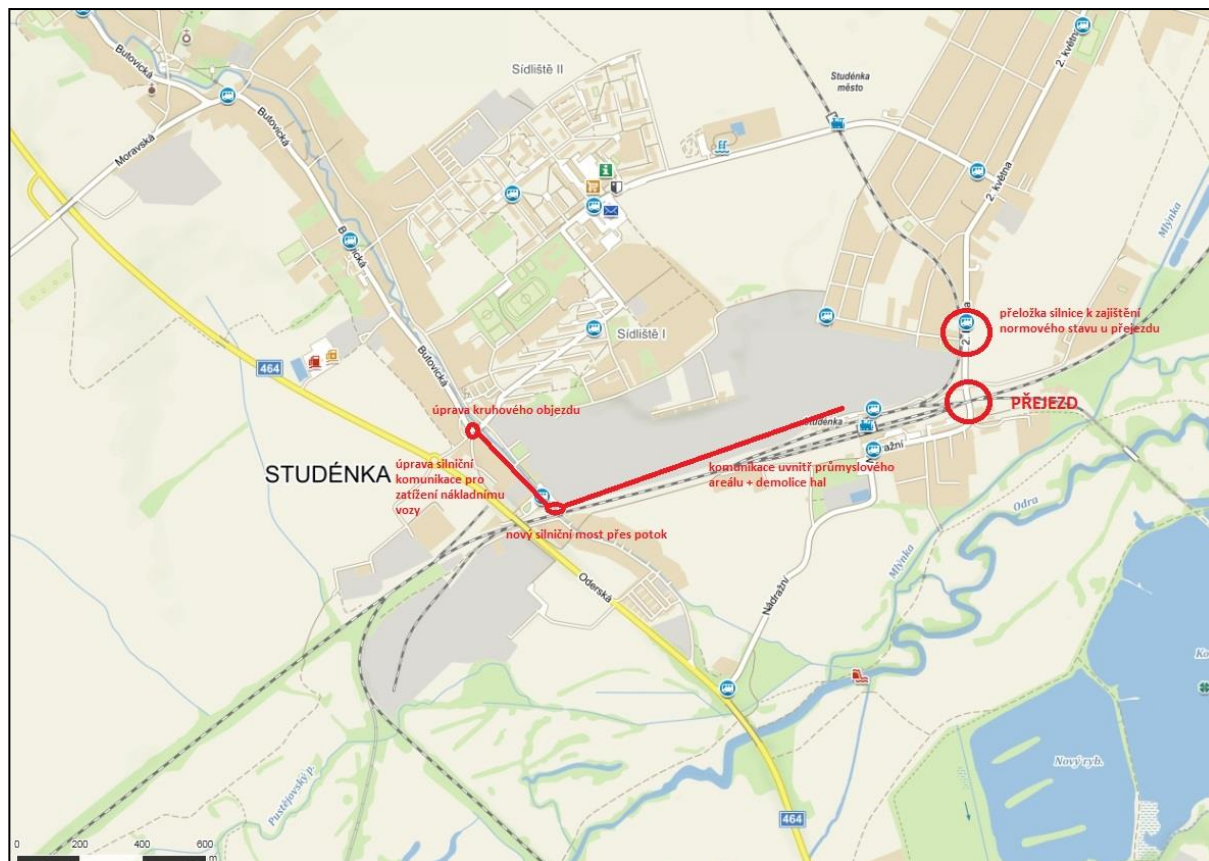 Butovická
Butovická
Moravská
Butovická
Butovická
Sídliště II
Studénka
město
2. května
2. května
Mlýnka
přeložka silnice k zajištění
normového stavu u přejezdu
464
Sídliště I
úprava kruhového objezdu
PŘEJEZD
Studénka
STUDÉNKA
úprava silniční
komunikace pro
zatížení nákladnímu
vozy
komunikace uvnitř průmyslového
areálu + demolice hal
nový silniční most přes potok
Odra
Mlýnka
Oderská
Nádražní
Pustějovský p.
Nový ryb.
464
0 200 400 600
m